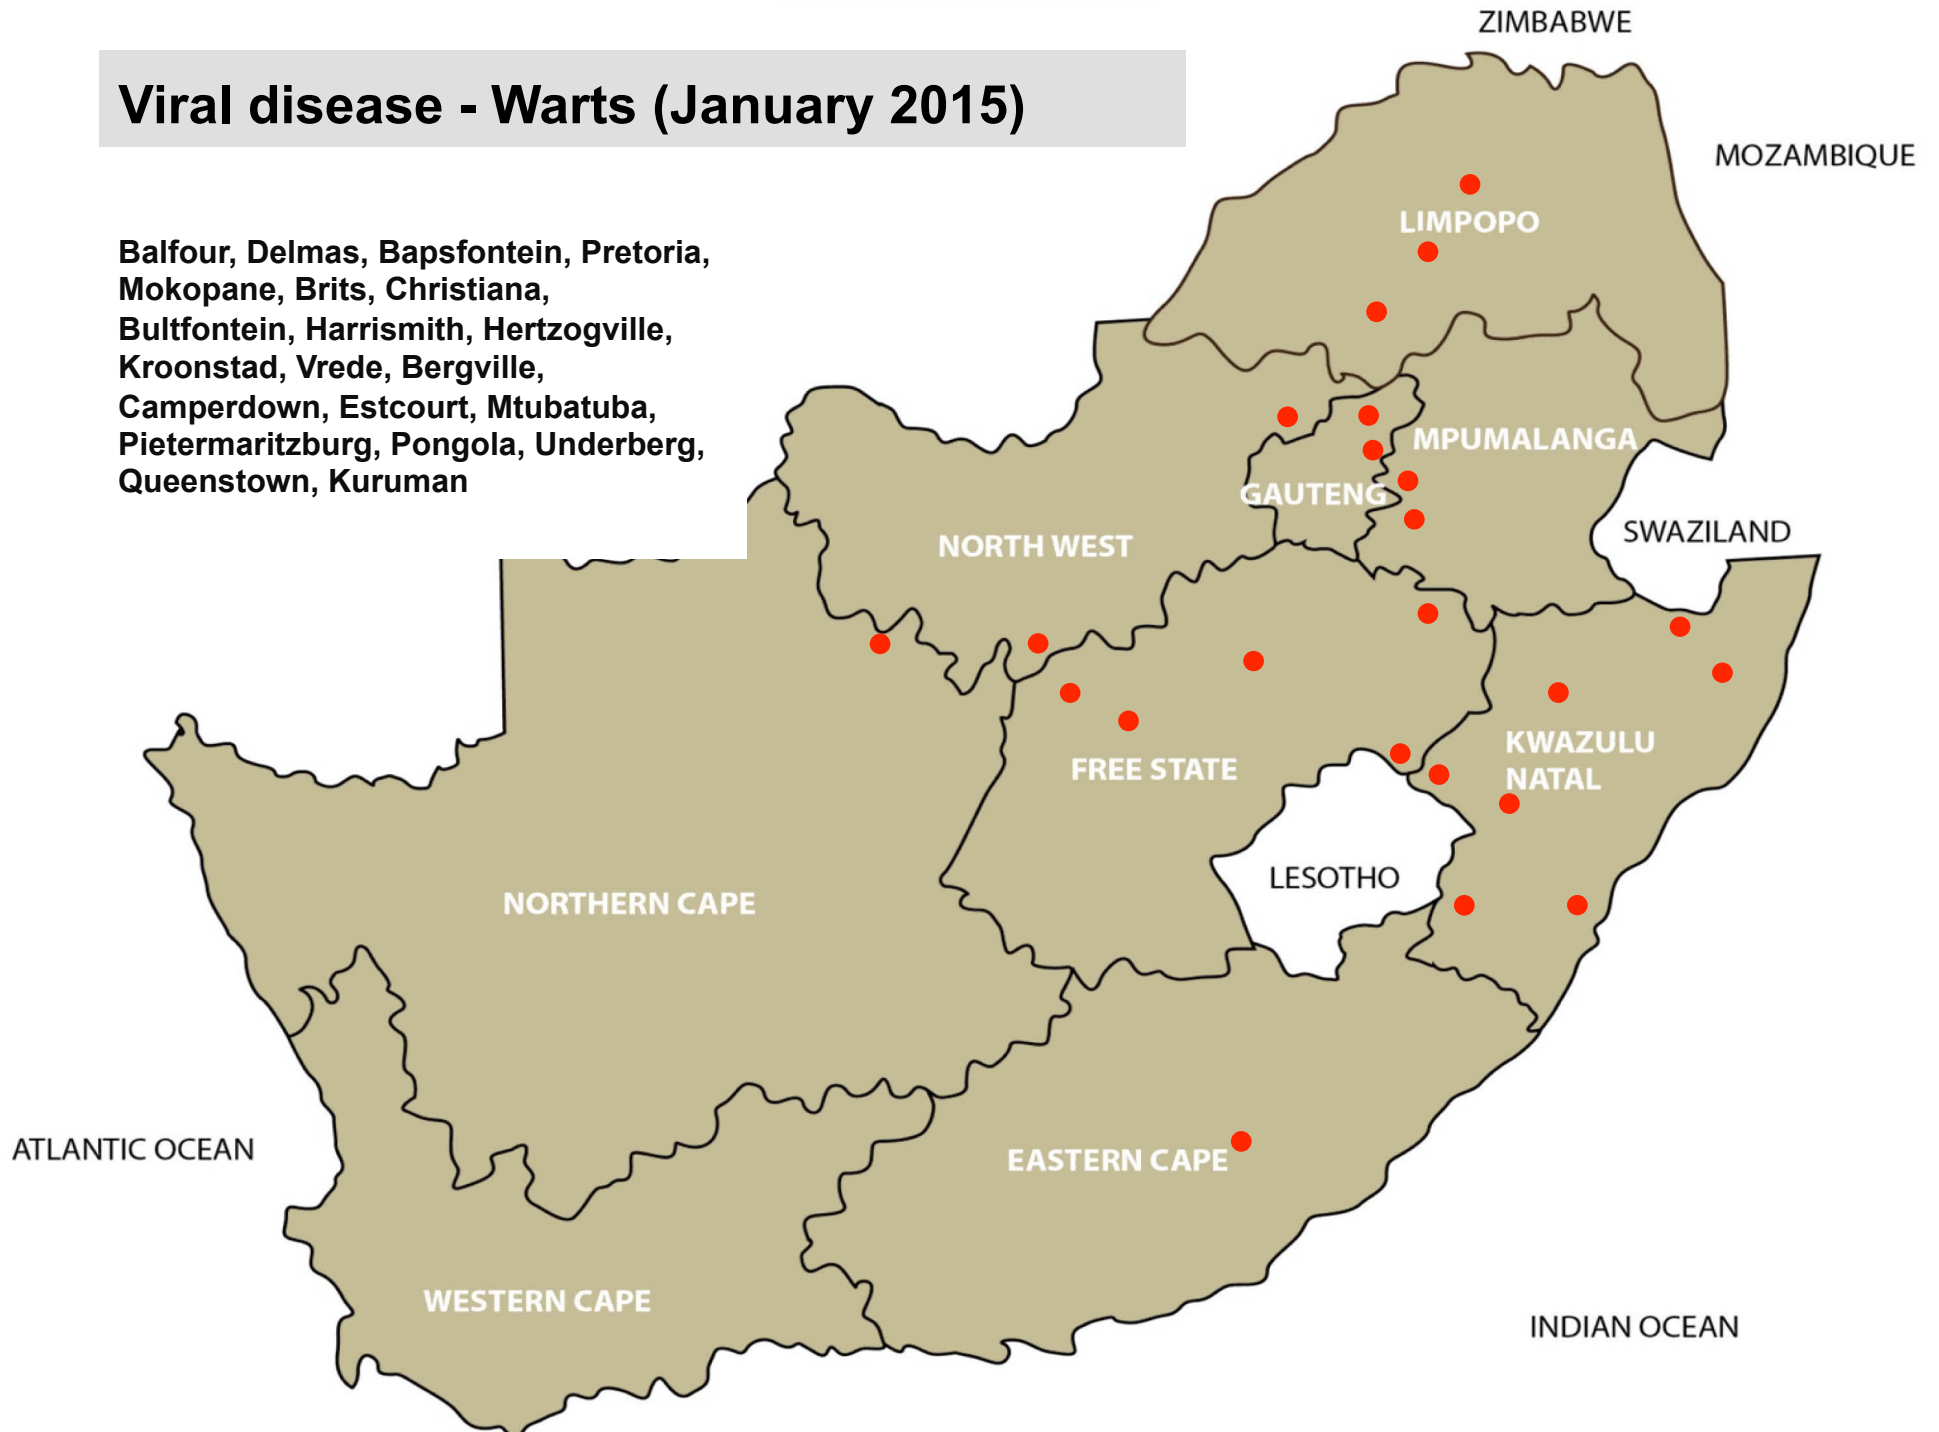 ZIMBABWE
Viral disease - Warts (January 2015)
MOZAMBIQUE
LIMPOPO
Balfour, Delmas, Bapsfontein, Pretoria,
Mokopane, Brits, Christiana,
Bultfontein, Harrismith, Hertzogville,
Kroonstad, Vrede, Bergville,
Camperdown, Estcourt, Mtubatuba,
Pietermaritzburg, Pongola, Underberg,
Queenstown, Kuruman
MPUMALANGA
GAUTENG
SWAZILAND
NORTH WEST
KWAZULU
NATAL
FREE STATE
LESOTHO
NORTHERN CAPE
ATLANTIC OCEAN
EASTERN CAPE
WESTERN CAPE
INDIAN OCEAN